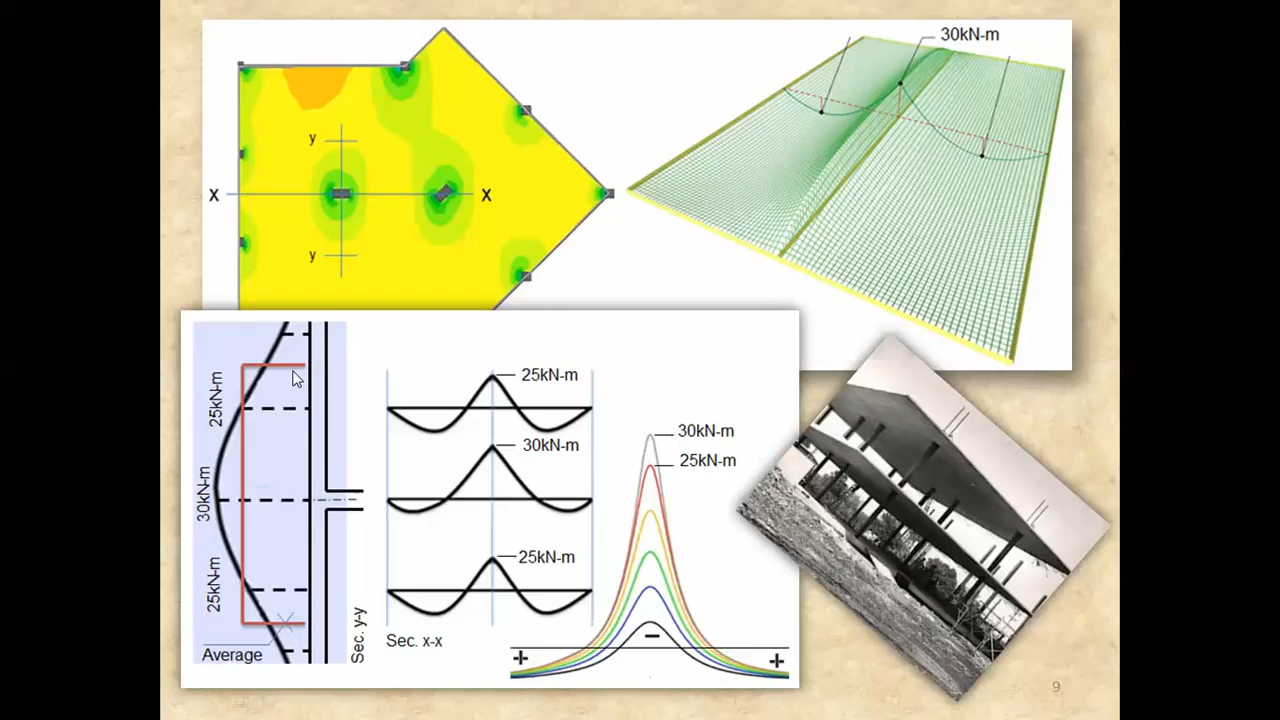 30kN-m
y
X
X
y
25kN-m
30kN-m
25kN-m
Average
Sec. y-y
25kN-m
30kN-m
25kN-m
Sec. x-x
30kN-m
25kN-m
−
+
+
9